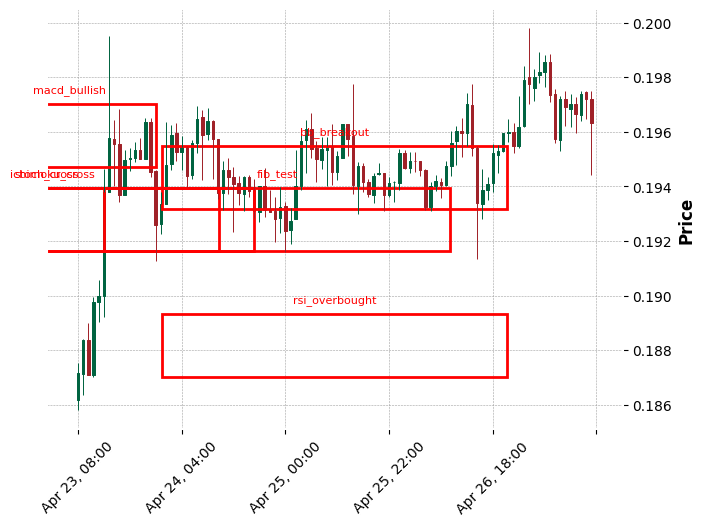 0.200
0.198
macd_bullish
0.196
bb_breakout
fib_test
0.194
0.192
Price
0.190
rsi_overbought
0.188
0.186
Apr 23, 08:00
Apr 24, 04:00
Apr 25, 00:00
Apr 25, 22:00
Apr 26, 18:00